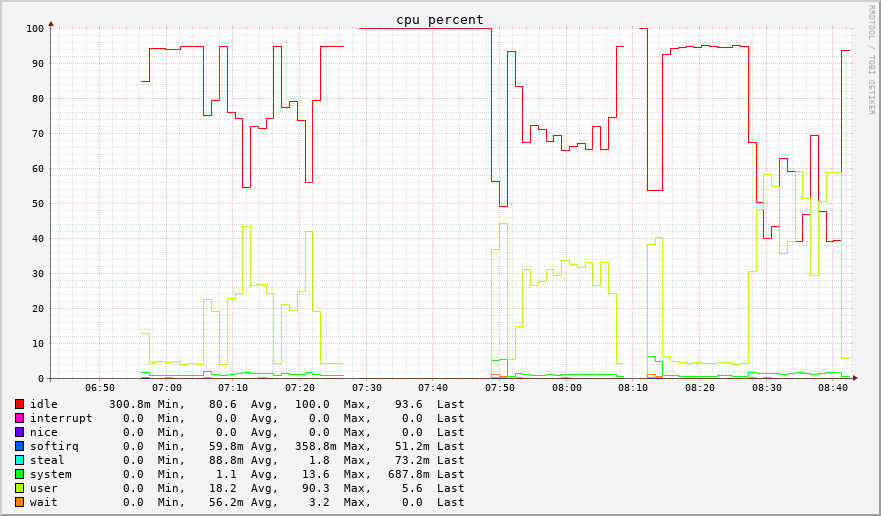 cpu percent
RRDTOOL / TOBI OETIKER
100
90
80
70
60
50
40
30
20
10
0
06:50 07:00 07:10 07:20 07:30 07:40 07:50 08:00 08:10 08:20 08:30 08:40
idle 300.8m Min, 80.6 Avg, 100.0 Max, 93.6 Last
interrupt 0.0 Min, 0.0 Avg, 0.0 Max, 0.0 Last
nice 0.0 Min, 0.0 Avg, 0.0 Max, 0.0 Last
softirq 0.0 Min, 59.8m Avg, 358.8m Max, 51.2m Last
steal 0.0 Min, 88.8m Avg, 1.8 Max, 73.2m Last
system 0.0 Min, 1.1 Avg, 13.6 Max, 687.8m Last
user 0.0 Min, 18.2 Avg, 90.3 Max, 5.6 Last
wait 0.0 Min, 56.2m Avg, 3.2 Max, 0.0 Last